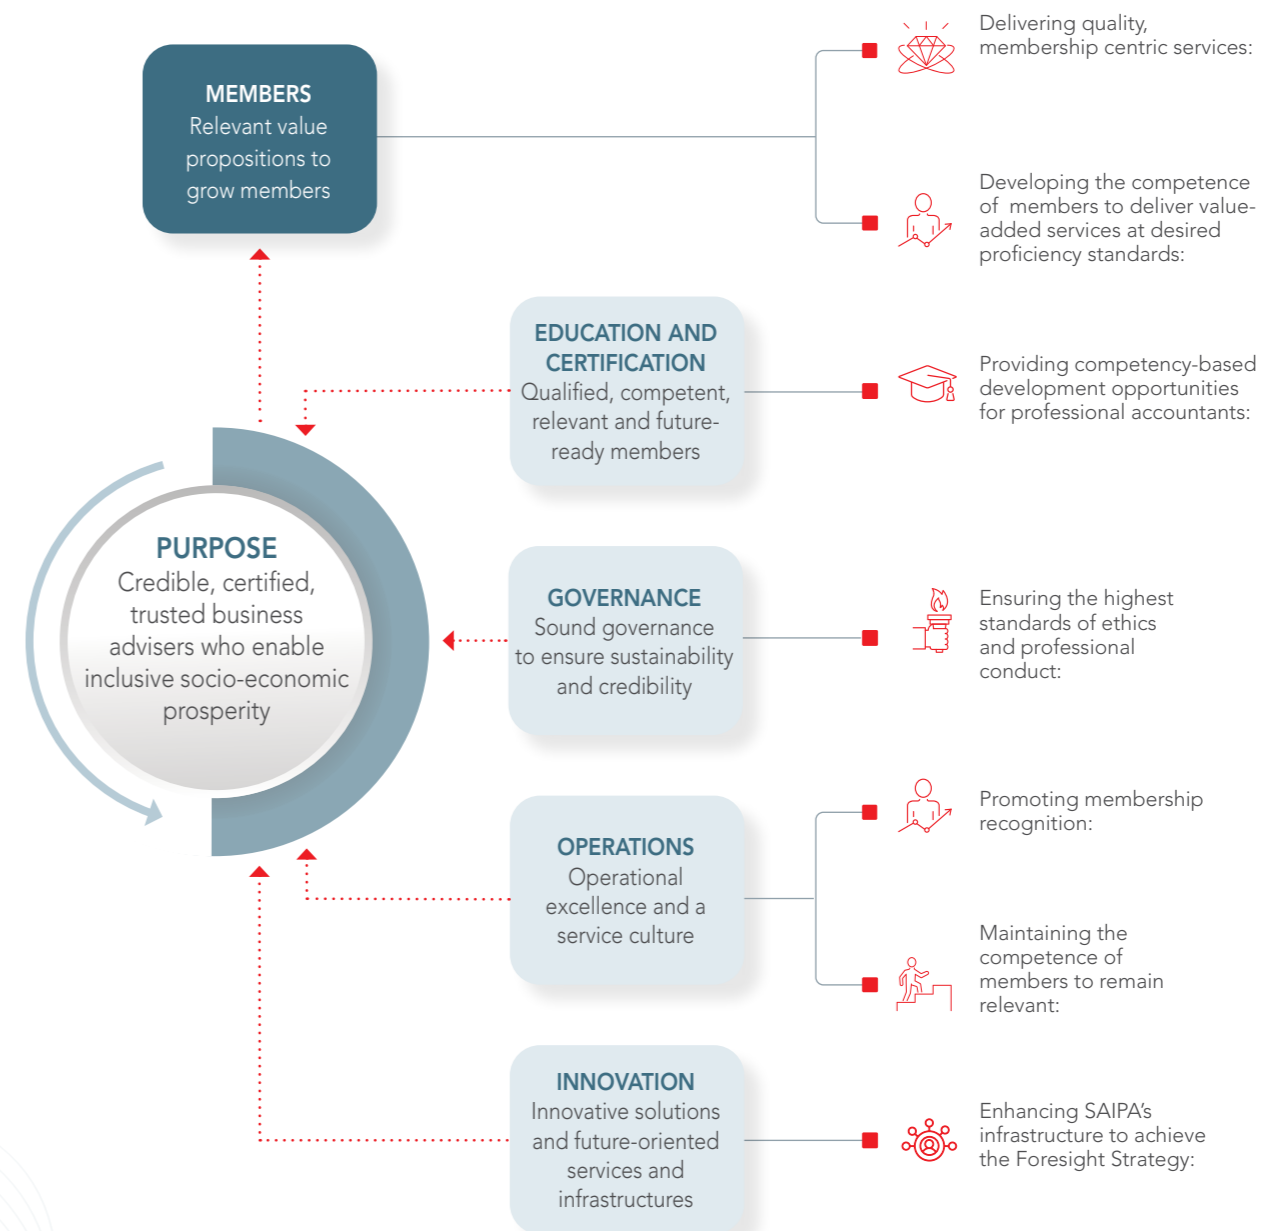 MEMBERS
Relevant value
propositions to
grow members
Delivering quality,
membership centric services:
Developing the competence
of members to deliver value-
added services at desired
proficiency standards:
EDUCATION AND
CERTIFICATION
Qualified, competent,
relevant and future-
ready members
Providing competency-based
development opportunities
for professional accountants:
PURPOSE
Credible, certified,
trusted business
advisers who enable
inclusive socio-economic
prosperity
GOVERNANCE
Sound governance
to ensure sustainability
and credibility
Ensuring the highest
standards of ethics
and professional
conduct:
OPERATIONS
Operational
excellence and a
service culture
Promoting membership
recognition:
Maintaining the
competence of
members to remain
relevant:
INNOVATION
Innovative solutions
and future-oriented
services and
infrastructures
Enhancing SAIPA's
infrastructure to achieve
the Foresight Strategy: